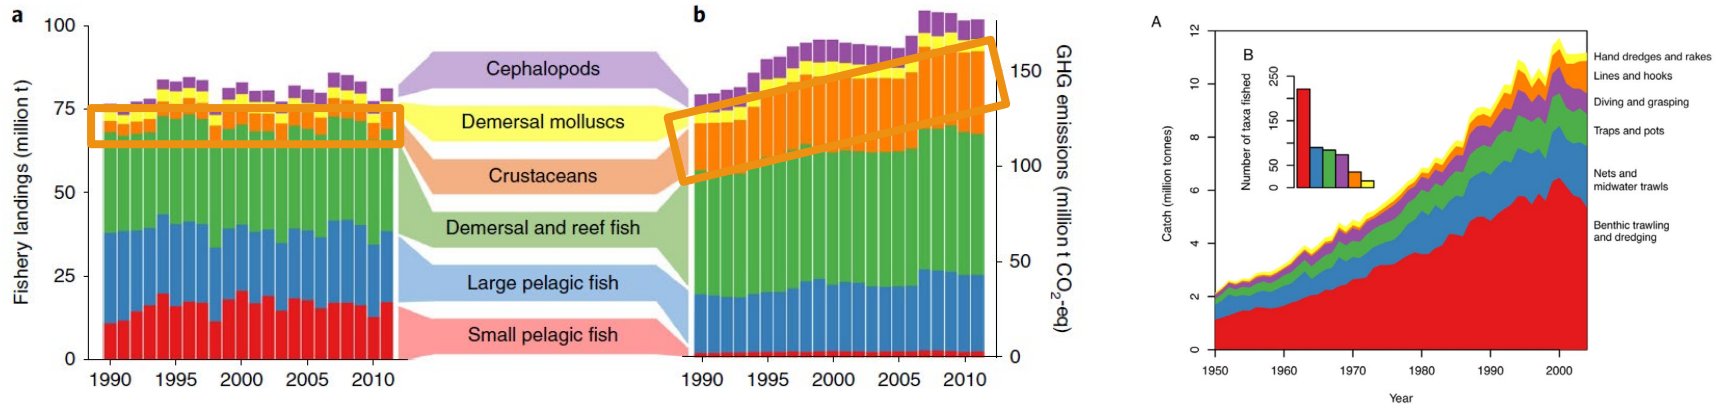 a
Fishery landings (million t)
100
75
50
25
0
1990
1995
2000
2005
2010
Cephalopods
Demersal molluscs
Crustaceans
Demersal and reef fish
Large pelagic fish
Small pelagic fish
b
150
100
50
0
GHG emissions (million t CO₂-eq)
1990
1995
2000
2005
2010
A
Catch (million tonnes)
12
10
8
6
4
2
0
1950
1960
1970
1980
1990
2000
Year
B
Number of taxa fished
250
150
50
0
Hand dredges and rakes
Lines and hooks
Diving and grasping
Traps and pots
Nets and
midwater trawls
Benthic trawling
and dredging